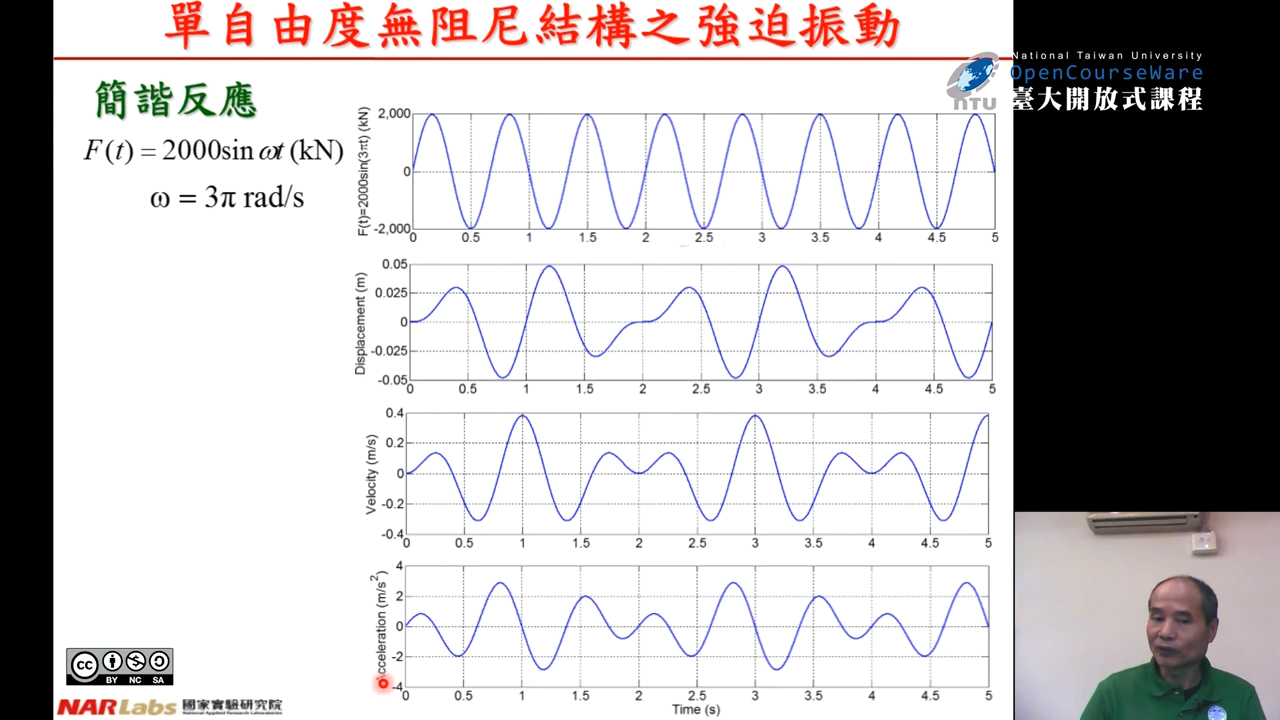 單自由度無阻尼結構之強迫振動
National Taiwan University
OpenCourseWare
NTU
臺大開放式課程
簡諧反應
F(t) = 2000sin ωt (kN)
ω = 3π rad/s
F(t)=2000sin(3πt) (kN)
2,000
0
-2,000
0 0.5 1 1.5 2 2.5 3 3.5 4 4.5 5
Displacement (m)
0.05
0.025
0
-0.025
-0.05
0 0.5 1 1.5 2 2.5 3 3.5 4 4.5 5
Velocity (m/s)
0.4
0.2
0
-0.2
-0.4
0 0.5 1 1.5 2 2.5 3 3.5 4 4.5 5
Acceleration (m/s²)
4
2
0
-2
-4
0 0.5 1 1.5 2 2.5 3 3.5 4 4.5 5
Time (s)
cc BY NC SA
NARLabs 國家實驗研究院
National Applied Research Laboratories